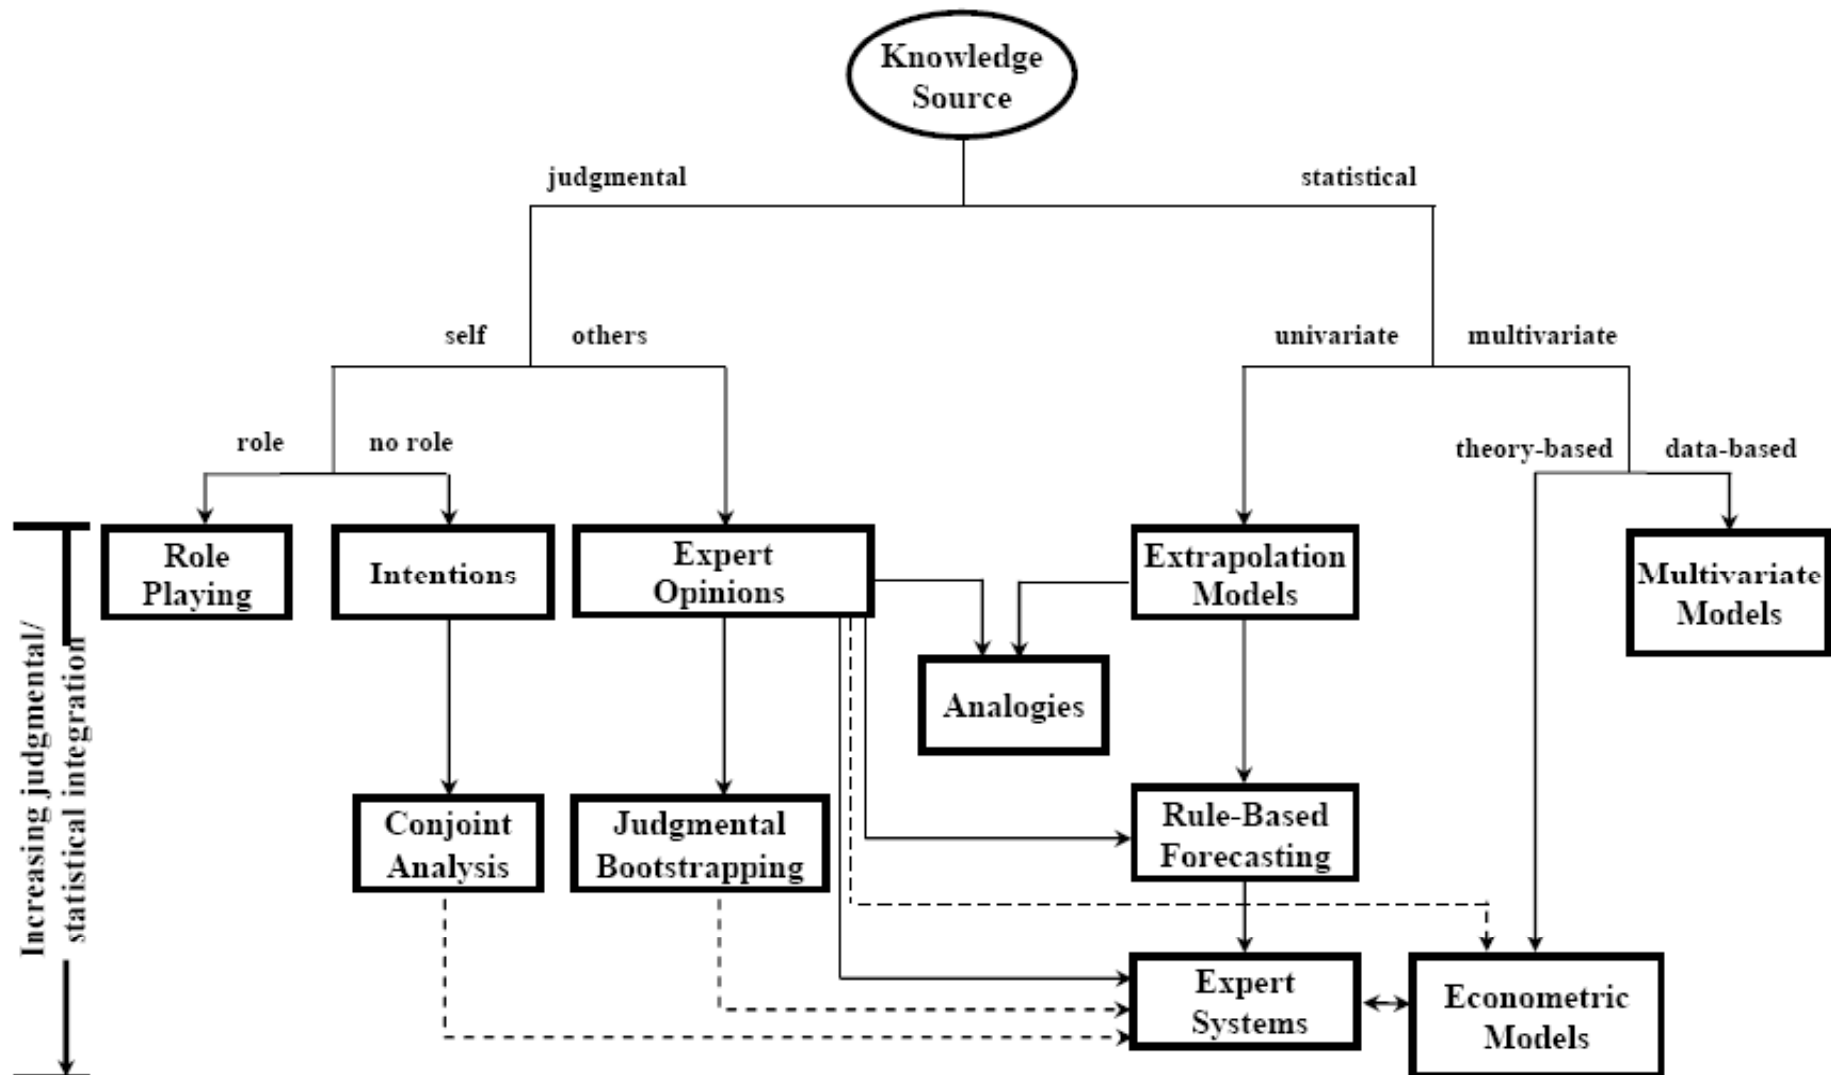 Knowledge
Source
judgmental
statistical
self
others
univariate
multivariate
role
no role
theory-based
data-based
Role
Playing
Intentions
Expert
Opinions
Extrapolation
Models
Multivariate
Models
Analogies
Increasing judgmental/
statistical integration
Conjoint
Analysis
Judgmental
Bootstrapping
Rule-Based
Forecasting
Expert
Systems
Econometric
Models